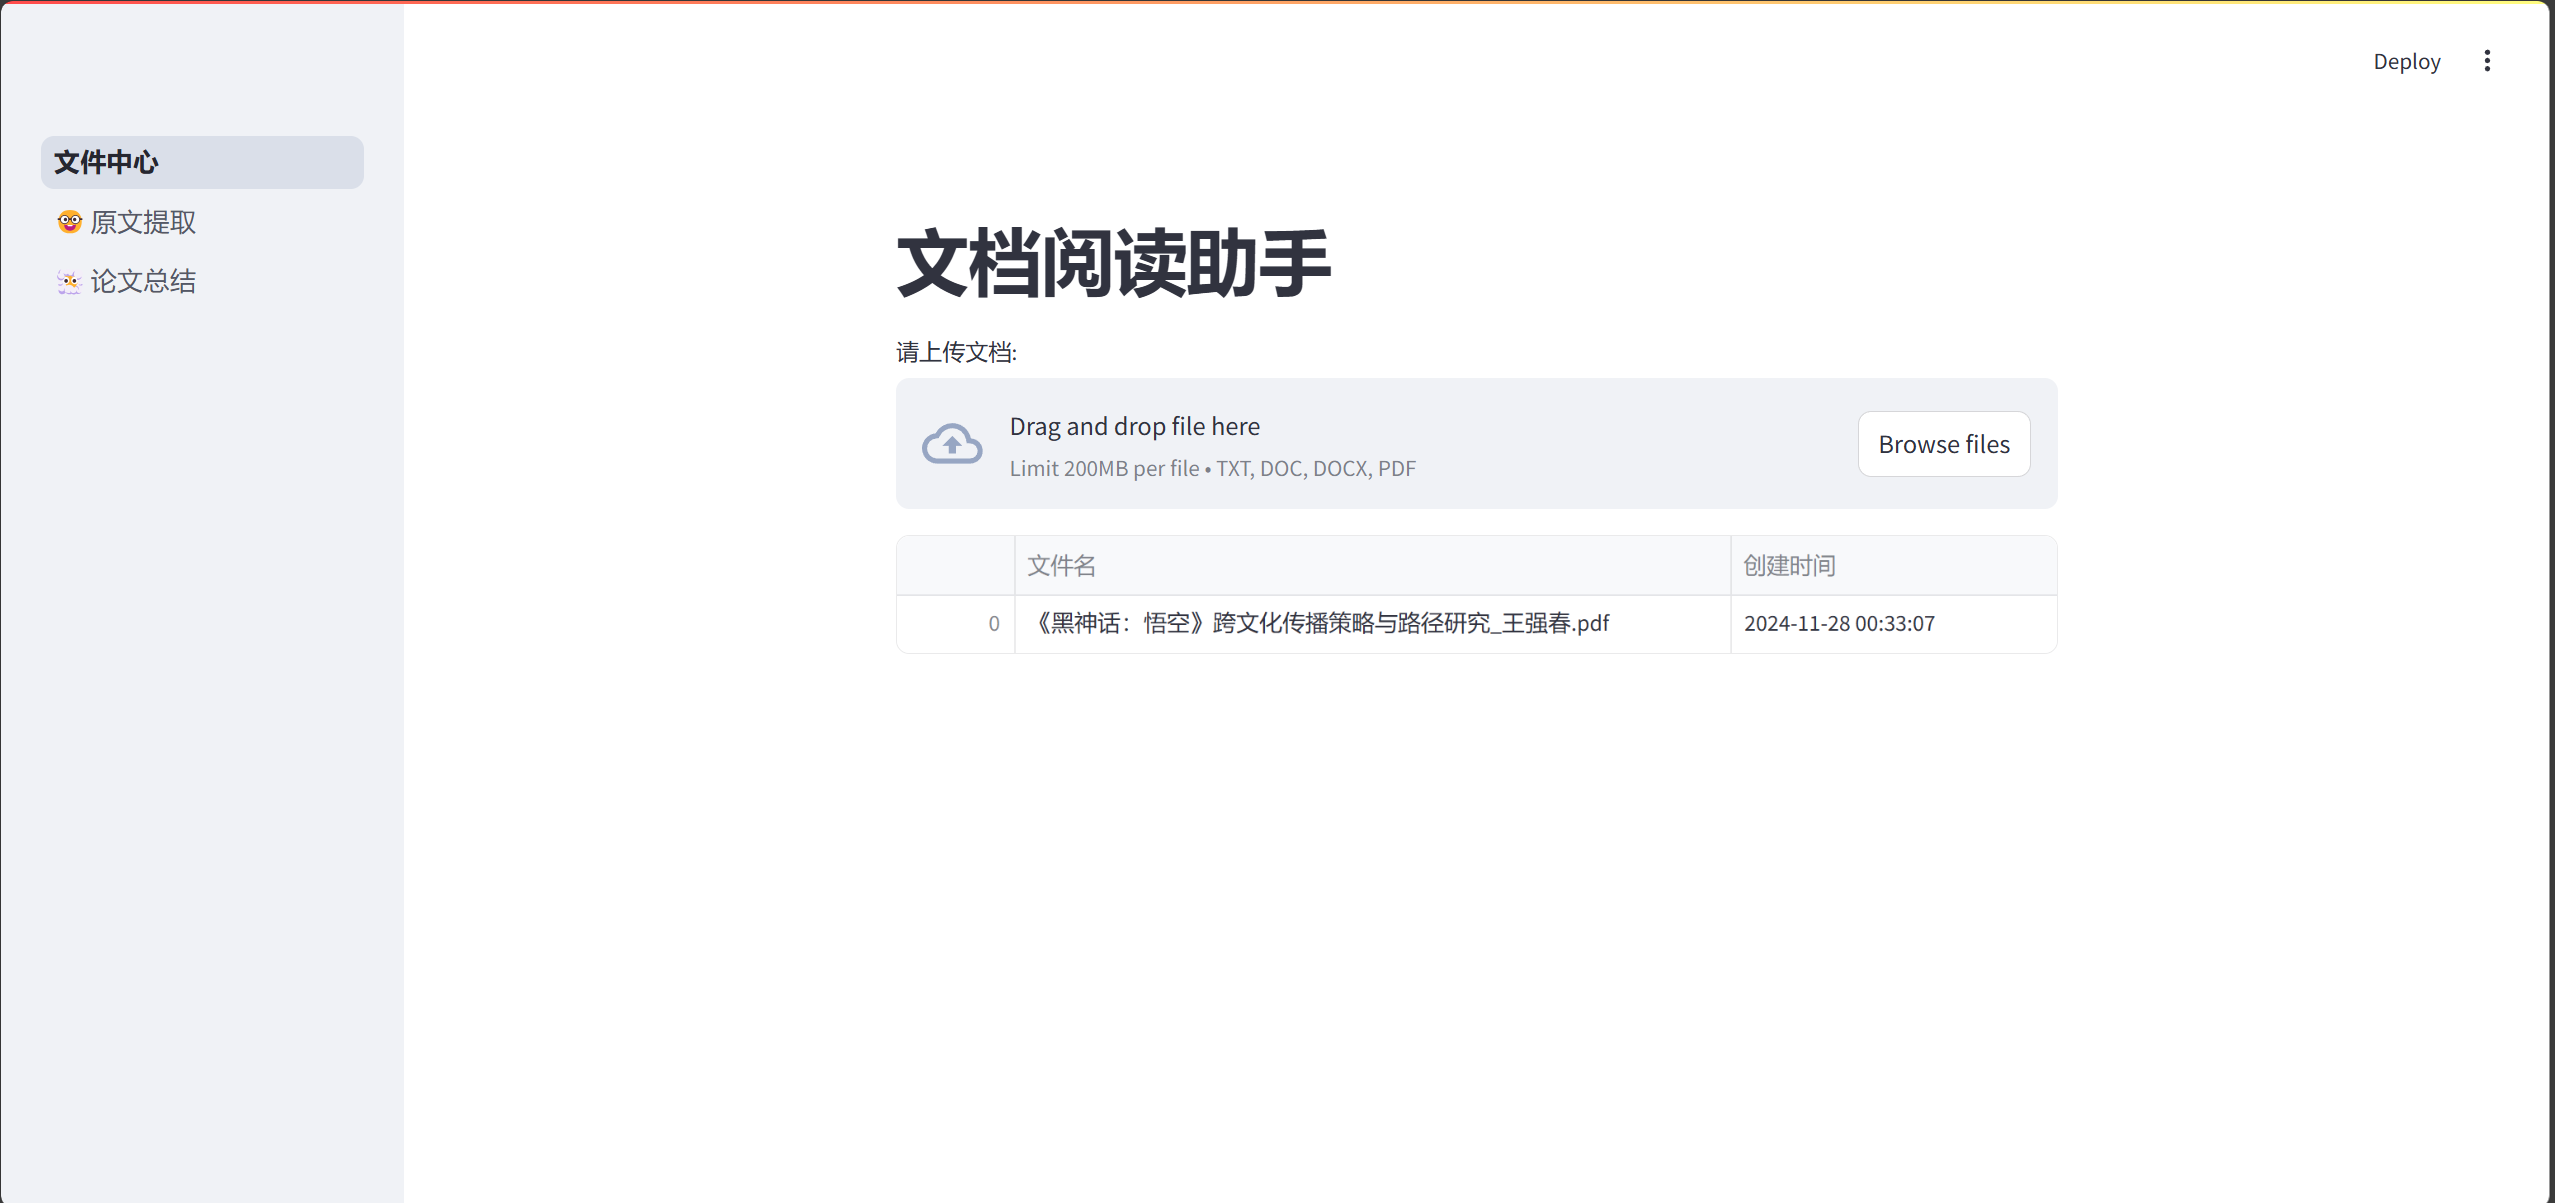 Deploy
文件中心
原文提取
论文总结
文档阅读助手
请上传文档:
Drag and drop file here
Limit 200MB per file • TXT, DOC, DOCX, PDF
Browse files
文件名 创建时间
0 《黑神话：悟空》跨文化传播策略与路径研究_王强春.pdf 2024-11-28 00:33:07